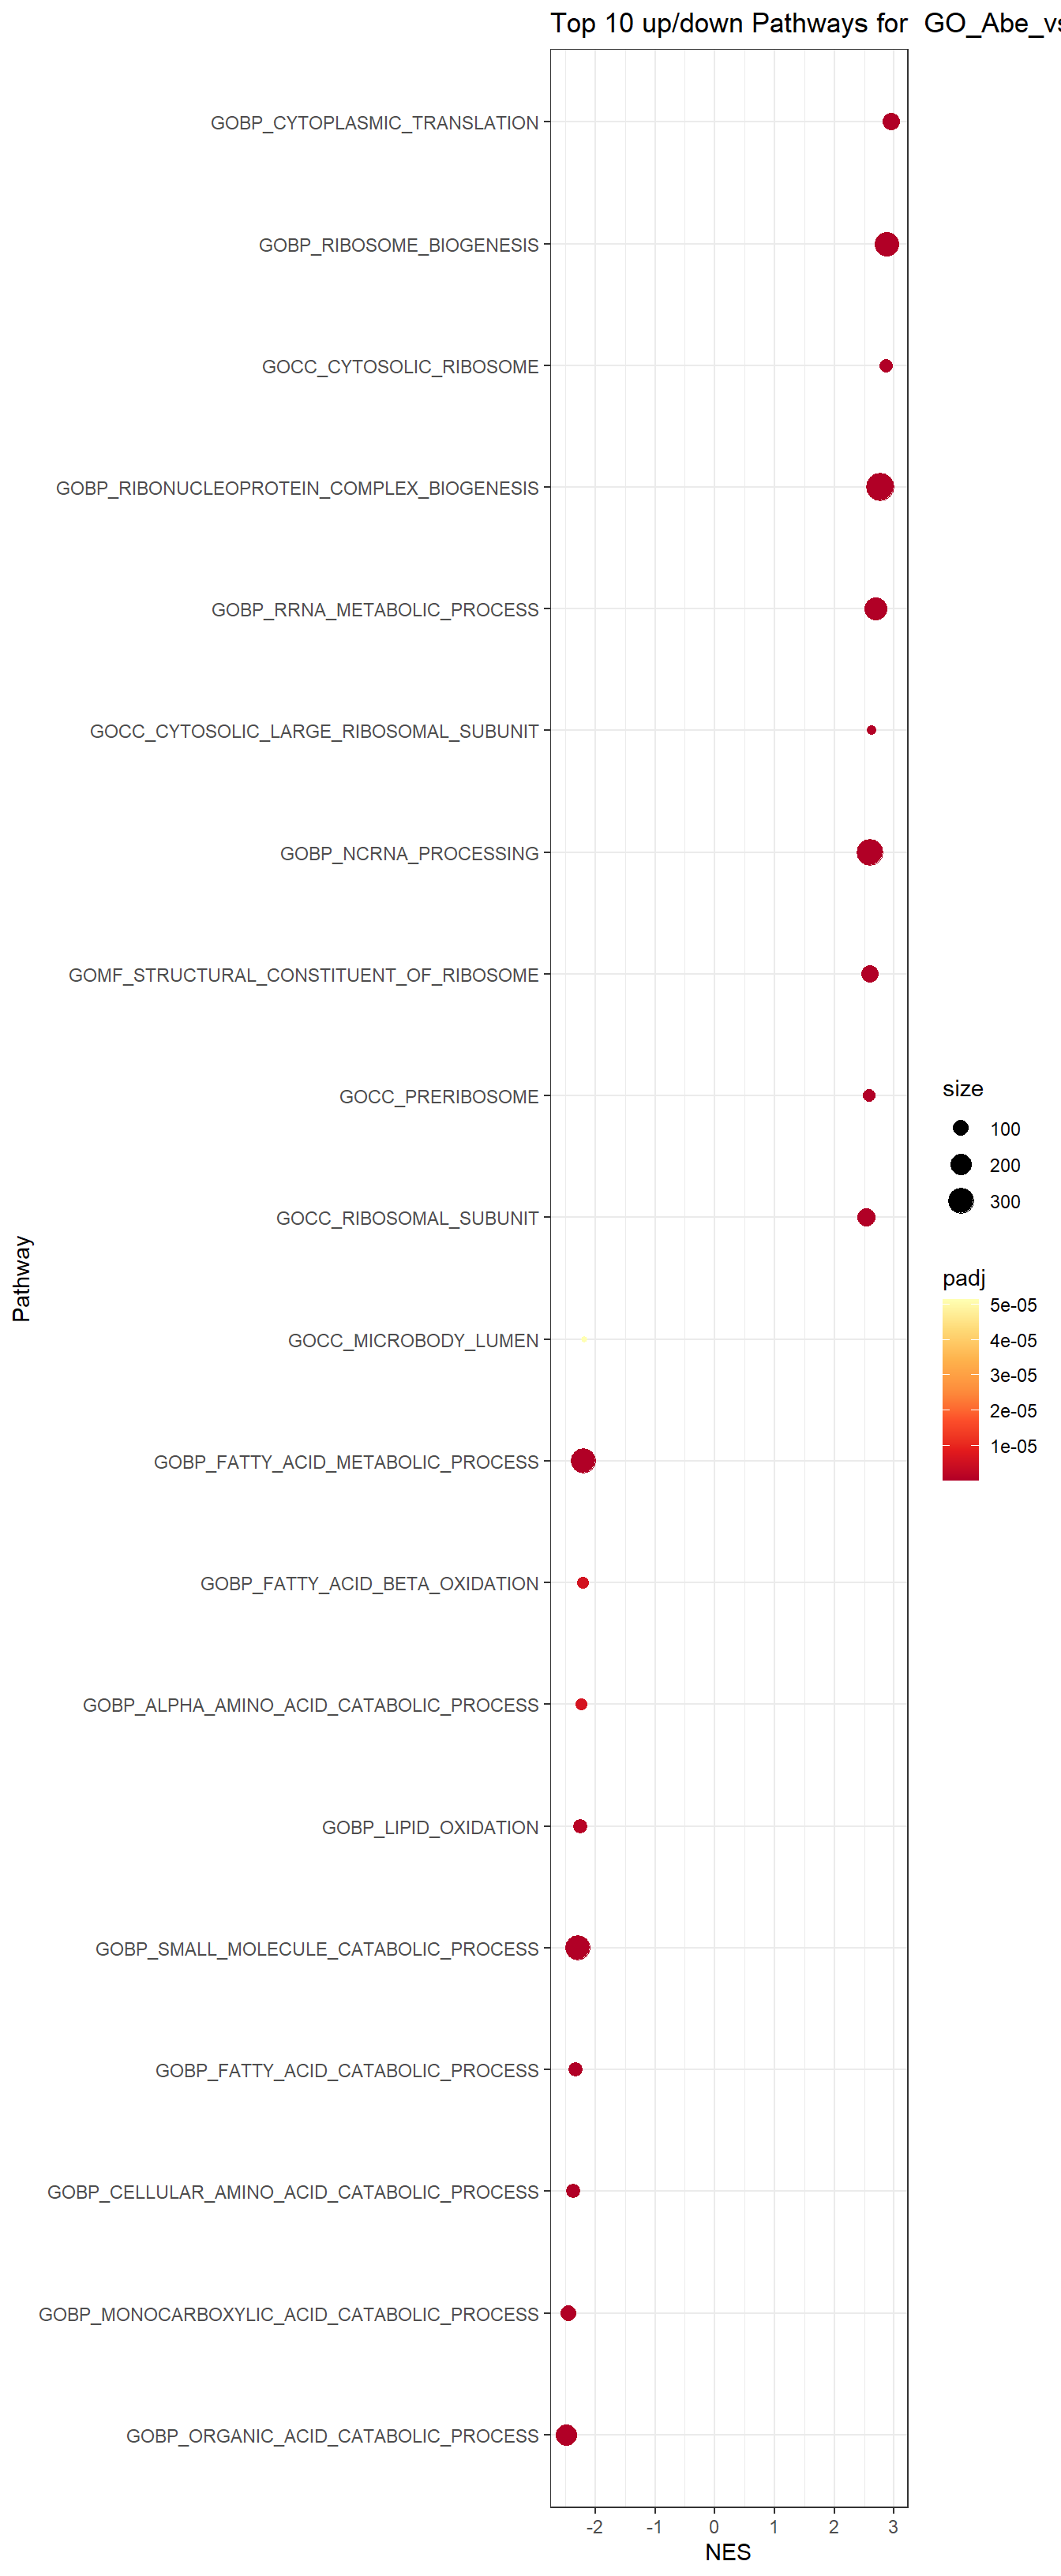 Top 10 up/down Pathways for GO_Abe_vs
GOBP_CYTOPLASMIC_TRANSLATION
GOBP_RIBOSOME_BIOGENESIS
GOCC_CYTOSOLIC_RIBOSOME
GOBP_RIBONUCLEOPROTEIN_COMPLEX_BIOGENESIS
GOBP_RRNA_METABOLIC_PROCESS
GOCC_CYTOSOLIC_LARGE_RIBOSOMAL_SUBUNIT
GOBP_NCRNA_PROCESSING
GOMF_STRUCTURAL_CONSTITUENT_OF_RIBOSOME
GOCC_PRERIBOSOME
GOCC_RIBOSOMAL_SUBUNIT
GOCC_MICROBODY_LUMEN
GOBP_FATTY_ACID_METABOLIC_PROCESS
GOBP_FATTY_ACID_BETA_OXIDATION
GOBP_ALPHA_AMINO_ACID_CATABOLIC_PROCESS
GOBP_LIPID_OXIDATION
GOBP_SMALL_MOLECULE_CATABOLIC_PROCESS
GOBP_FATTY_ACID_CATABOLIC_PROCESS
GOBP_CELLULAR_AMINO_ACID_CATABOLIC_PROCESS
GOBP_MONOCARBOXYLIC_ACID_CATABOLIC_PROCESS
GOBP_ORGANIC_ACID_CATABOLIC_PROCESS
Pathway
-2 -1 0 1 2 3
NES
size
100
200
300
padj
5e-05
4e-05
3e-05
2e-05
1e-05